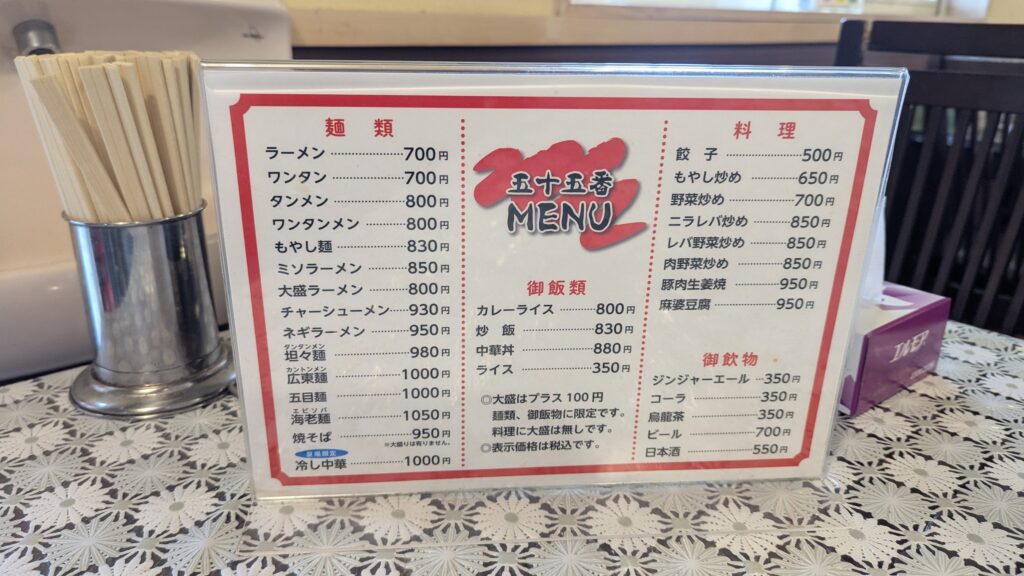 麺 類
ラーメン 700円
ワンタン 700円
タンメン 800円
ワンタンメン 800円
もやし麺 830円
ミソラーメン 850円
大盛ラーメン 800円
チャーシューメン 930円
ネギラーメン 950円
タンタンメン
坦々麺 980円
カントンメン
広東麺 1000円
五目麺 1000円
エビソバ
海老麺 1050円
焼そば 950円
※大盛りは有りません。
夏場限定
冷し中華 1000円
五十五番
MENU
御飯類
カレーライス 800円
炒 飯 830円
中華丼 880円
ライス 350円
◎大盛はプラス100円
麺類、御飯物に限定です。
料理に大盛は無しです。
◎表示価格は税込です。
料 理
餃 子 500円
もやし炒め 650円
野菜炒め 700円
ニラレバ炒め 850円
レバ野菜炒め 850円
肉野菜炒め 850円
豚肉生姜焼 950円
麻婆豆腐 950円
御飲物
ジンジャーエール 350円
コーラ 350円
烏龍茶 350円
ビール 700円
日本酒 550円